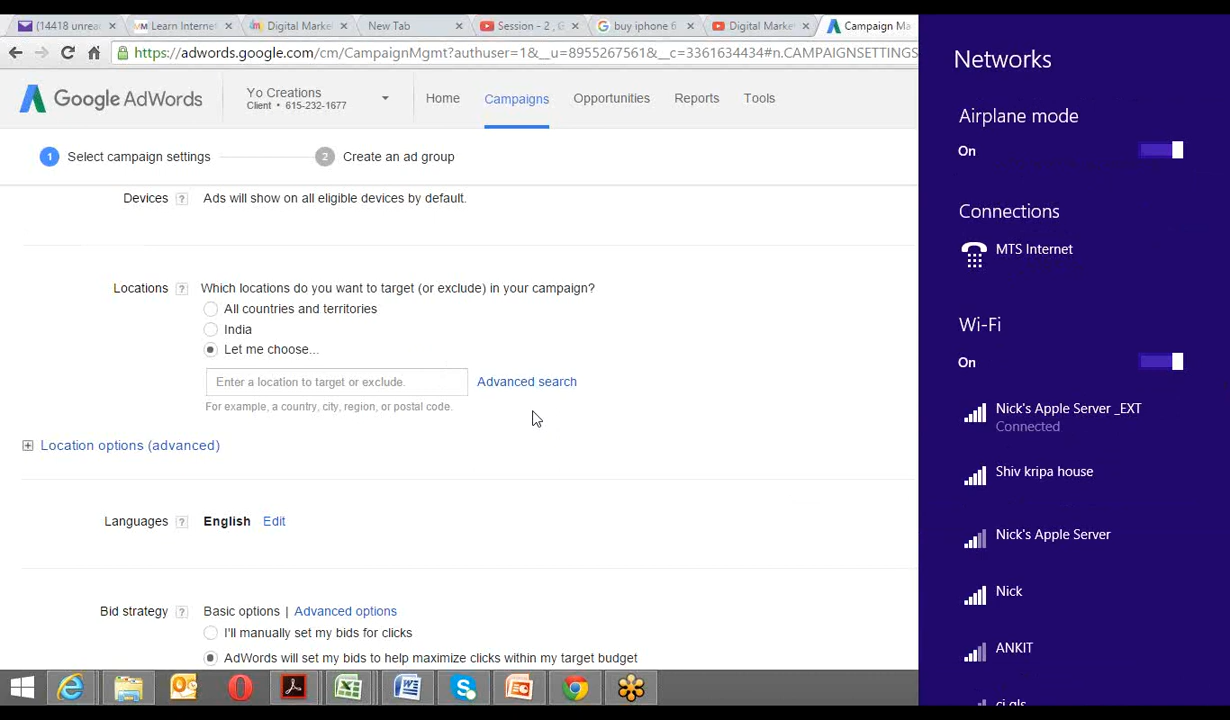 (14418 unrea
Learn Internet
Digital Marke
New Tab
Session - 2 , G
buy iphone 6
Digital Marke
Campaign Ma
https://adwords.google.com/cm/CampaignMgmt?authuser=1&__u=8955267561&__c=3361634434#n.CAMPAIGNSETTINGS
Google AdWords
Yo Creations
Client • 615-232-1677
Home
Campaigns
Opportunities
Reports
Tools
1 Select campaign settings
2 Create an ad group
Devices ? Ads will show on all eligible devices by default.
Locations ? Which locations do you want to target (or exclude) in your campaign?
All countries and territories
India
Let me choose...
Enter a location to target or exclude.
Advanced search
For example, a country, city, region, or postal code.
Location options (advanced)
Languages ? English Edit
Bid strategy ? Basic options | Advanced options
I'll manually set my bids for clicks
AdWords will set my bids to help maximize clicks within my target budget
Networks
Airplane mode
On
Connections
MTS Internet
Wi-Fi
On
Nick's Apple Server _EXT
Connected
Shiv kripa house
Nick's Apple Server
Nick
ANKIT